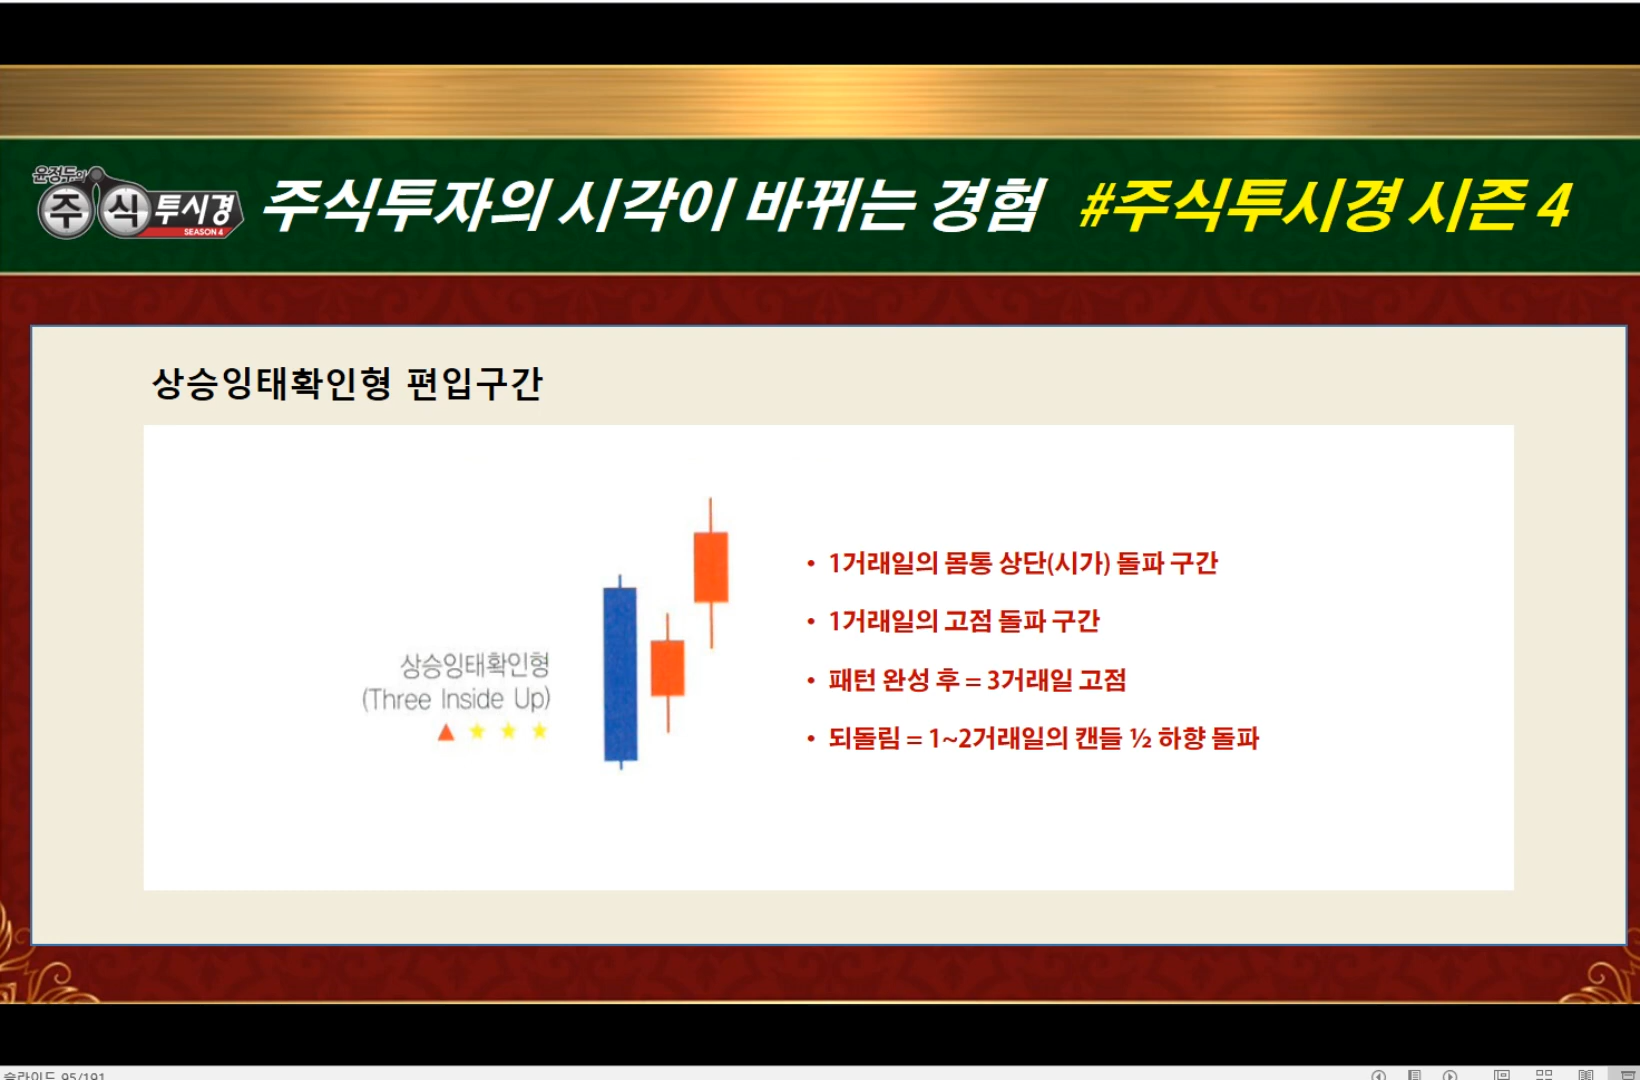 윤정두의
주식투시경
SEASON 4
주식투자의 시각이 바뀌는 경험 #주식투시경 시즌 4
상승잉태확인형 편입구간
상승잉태확인형
(Three Inside Up)
▲ ★ ★ ★
• 1거래일의 몸통 상단(시가) 돌파 구간
• 1거래일의 고점 돌파 구간
• 패턴 완성 후 = 3거래일 고점
• 되돌림 = 1~2거래일의 캔들 ½ 하향 돌파
슬라이드 95/191